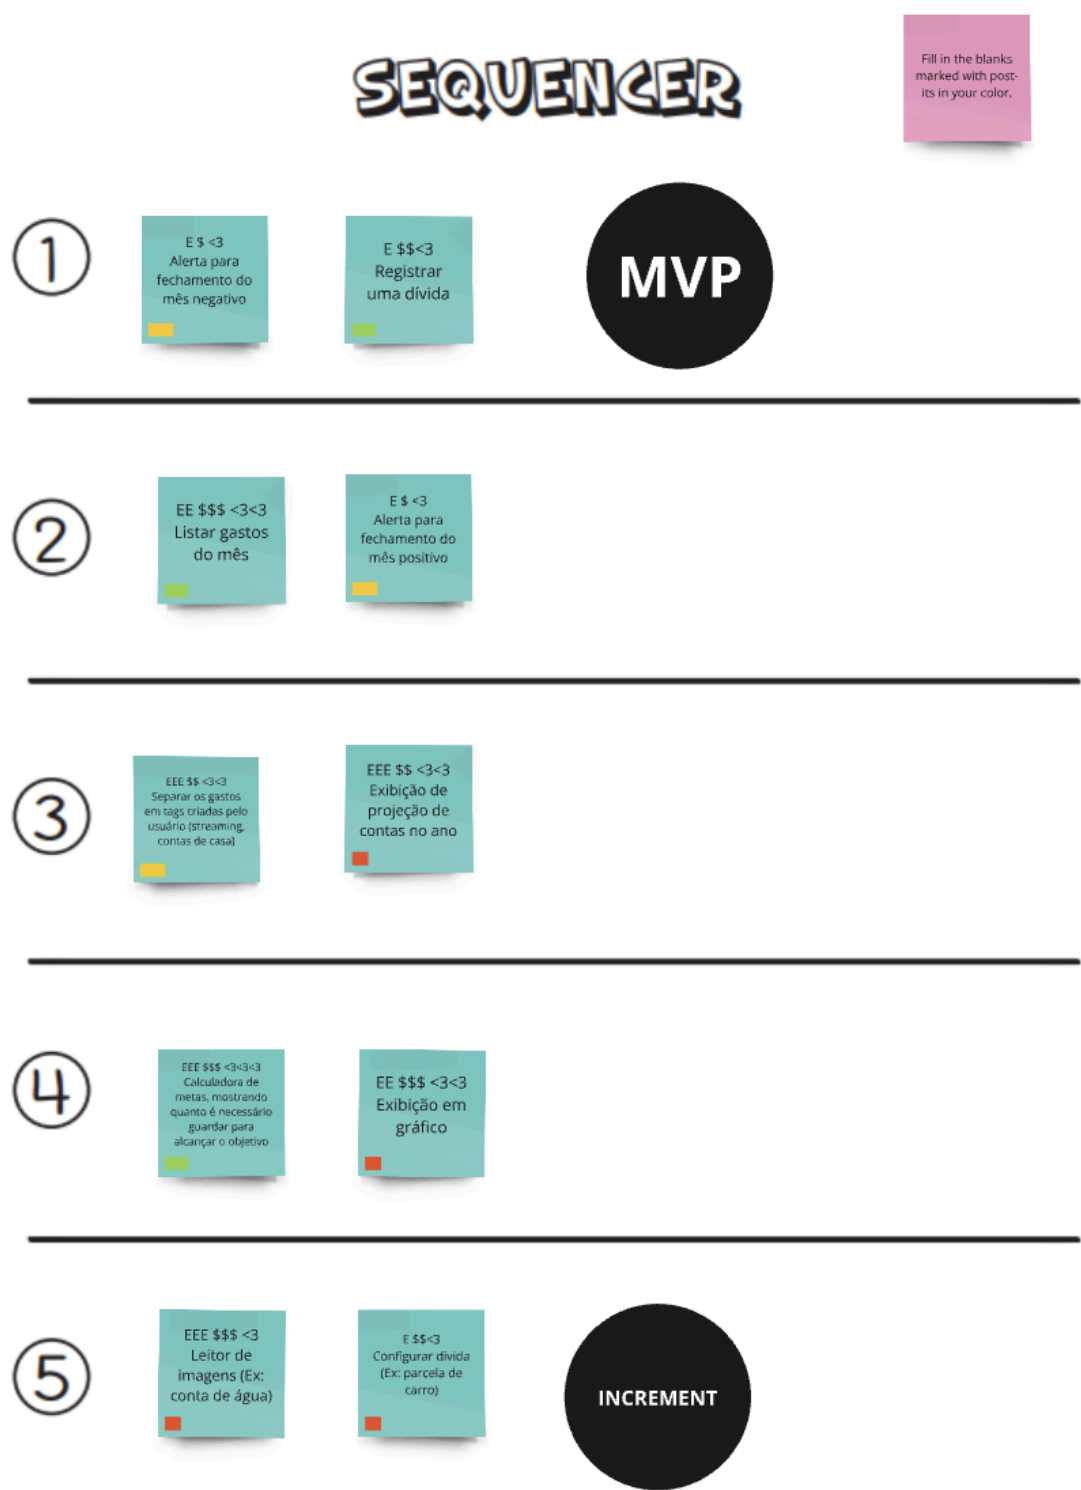 SEQUENCER
Fill in the blanks
marked with post-
its in your color.
1
E $ <3
Alerta para
fechamento do
mês negativo
E $$<3
Registrar
uma dívida
MVP
2
EE $$$ <3<3
Listar gastos
do mês
E $ <3
Alerta para
fechamento do
mês positivo
3
EEE $$ <3<3
Separar os gastos
em tags criadas pelo
usuário (streaming,
contas de casa)
EEE $$ <3<3
Exibição de
projeção de
contas no ano
4
EEE $$$ <3<3<3
Calculadora de
metas, mostrando
quanto é necessário
guardar para
alcançar o objetivo
EE $$$ <3<3
Exibição em
gráfico
5
EEE $$$ <3
Leitor de
imagens (Ex:
conta de água)
E $$<3
Configurar divida
(Ex: parcela de
carro)
INCREMENT